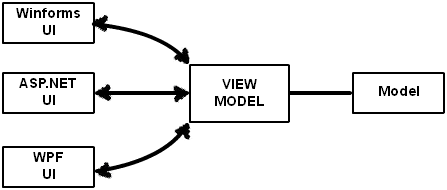 Winforms
UI
ASP.NET
UI
WPF
UI
VIEW
MODEL
Model